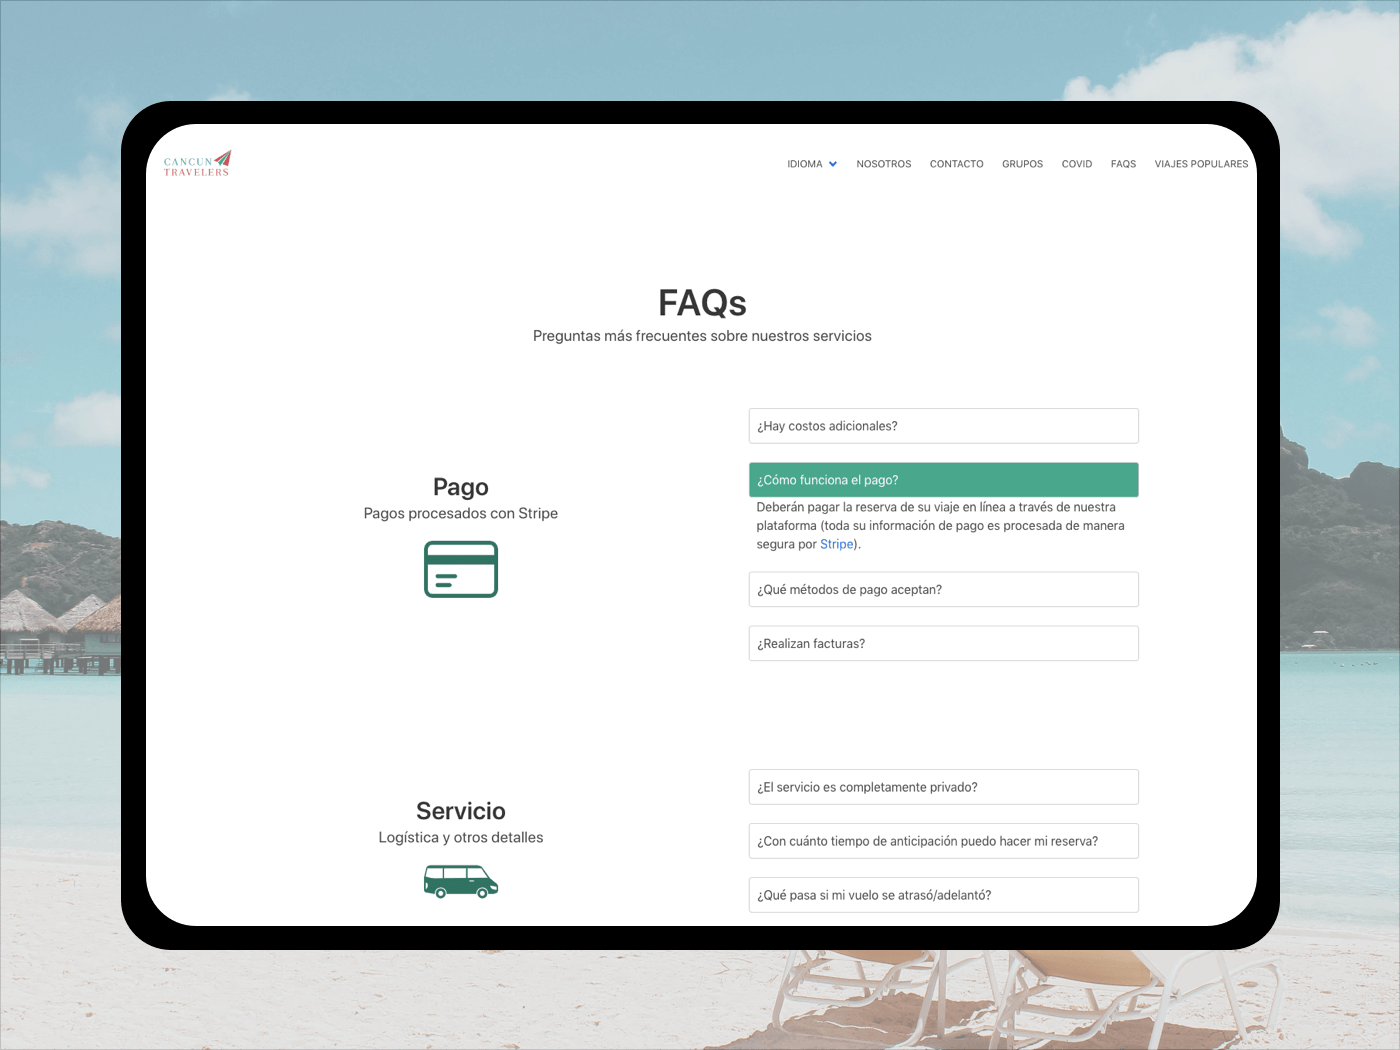 CANCUN
TRAVELERS
IDIOMA NOSOTROS CONTACTO GRUPOS COVID FAQS VIAJES POPULARES
FAQs
Preguntas más frecuentes sobre nuestros servicios
Pago
Pagos procesados con Stripe
¿Hay costos adicionales?
¿Cómo funciona el pago?
Deberán pagar la reserva de su viaje en línea a través de nuestra
plataforma (toda su información de pago es procesada de manera
segura por Stripe).
¿Qué métodos de pago aceptan?
¿Realizan facturas?
Servicio
Logística y otros detalles
¿El servicio es completamente privado?
¿Con cuánto tiempo de anticipación puedo hacer mi reserva?
¿Qué pasa si mi vuelo se atrasó/adelantó?